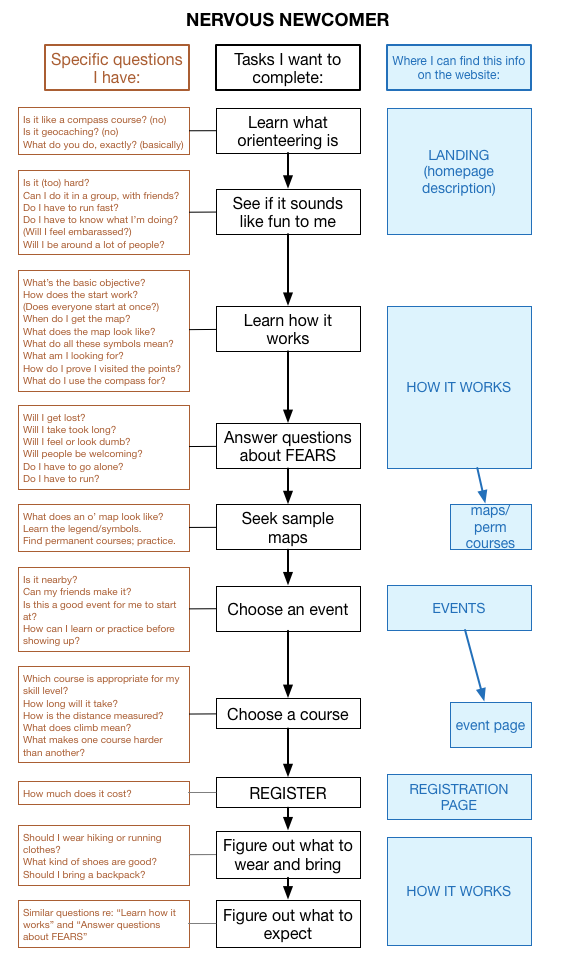 NERVOUS NEWCOMER
Specific questions
I have:
Tasks I want to
complete:
Where I can find this info
on the website:
Is it like a compass course? (no)
Is it geocaching? (no)
What do you do, exactly? (basically)
Learn what
orienteering is
LANDING
(homepage
description)
Is it (too) hard?
Can I do it in a group, with friends?
Do I have to run fast?
Do I have to know what I'm doing?
(Will I feel embarassed?)
Will I be around a lot of people?
See if it sounds
like fun to me
What's the basic objective?
How does the start work?
(Does everyone start at once?)
When do I get the map?
What does the map look like?
What do all these symbols mean?
What am I looking for?
How do I prove I visited the points?
What do I use the compass for?
Learn how it
works
HOW IT WORKS
Will I get lost?
Will I take took long?
Will I feel or look dumb?
Will people be welcoming?
Do I have to go alone?
Do I have to run?
Answer questions
about FEARS
What does an o' map look like?
Learn the legend/symbols.
Find permanent courses; practice.
Seek sample
maps
maps/
perm
courses
Is it nearby?
Can my friends make it?
Is this a good event for me to start
at?
How can I learn or practice before
showing up?
Choose an event
EVENTS
Which course is appropriate for my
skill level?
How long will it take?
How is the distance measured?
What does climb mean?
What makes one course harder
than another?
Choose a course
event page
How much does it cost?
REGISTER
REGISTRATION
PAGE
Should I wear hiking or running
clothes?
What kind of shoes are good?
Should I bring a backpack?
Figure out what to
wear and bring
HOW IT WORKS
Similar questions re: “Learn how it
works” and “Answer questions
about FEARS”
Figure out what to
expect